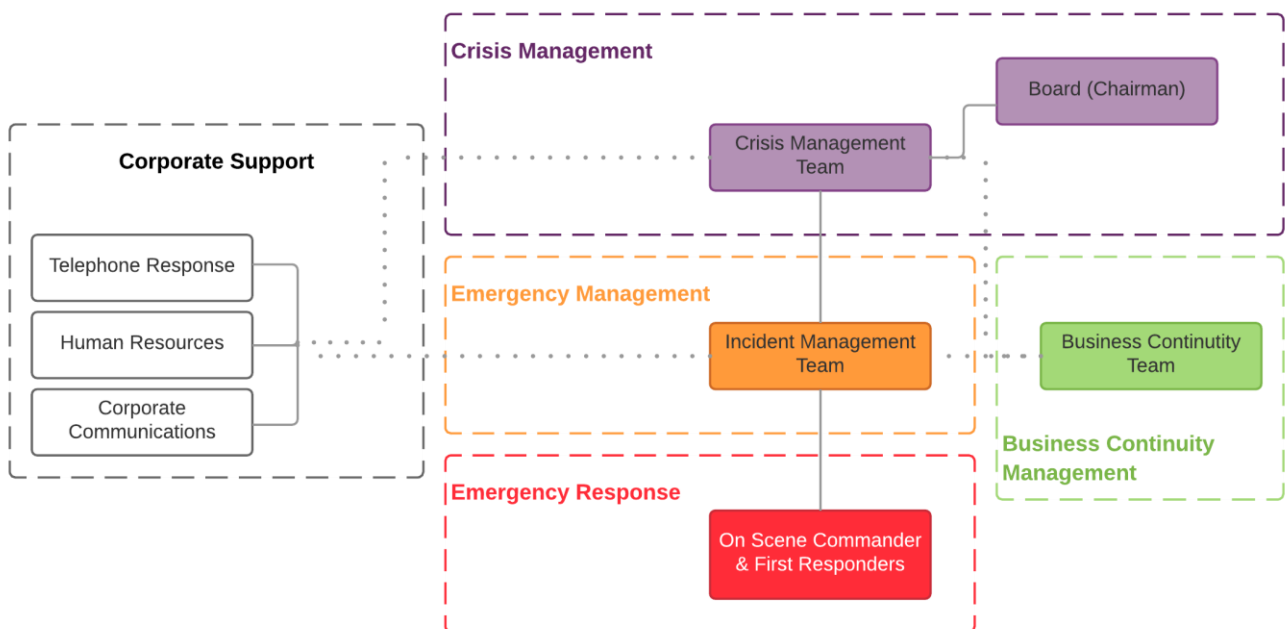 Crisis Management
Board (Chairman)
Crisis Management
Team
Corporate Support
Telephone Response
Human Resources
Corporate
Communications
Emergency Management
Incident Management
Team
Business Continutity
Team
Business Continuity
Management
Emergency Response
On Scene Commander
& First Responders